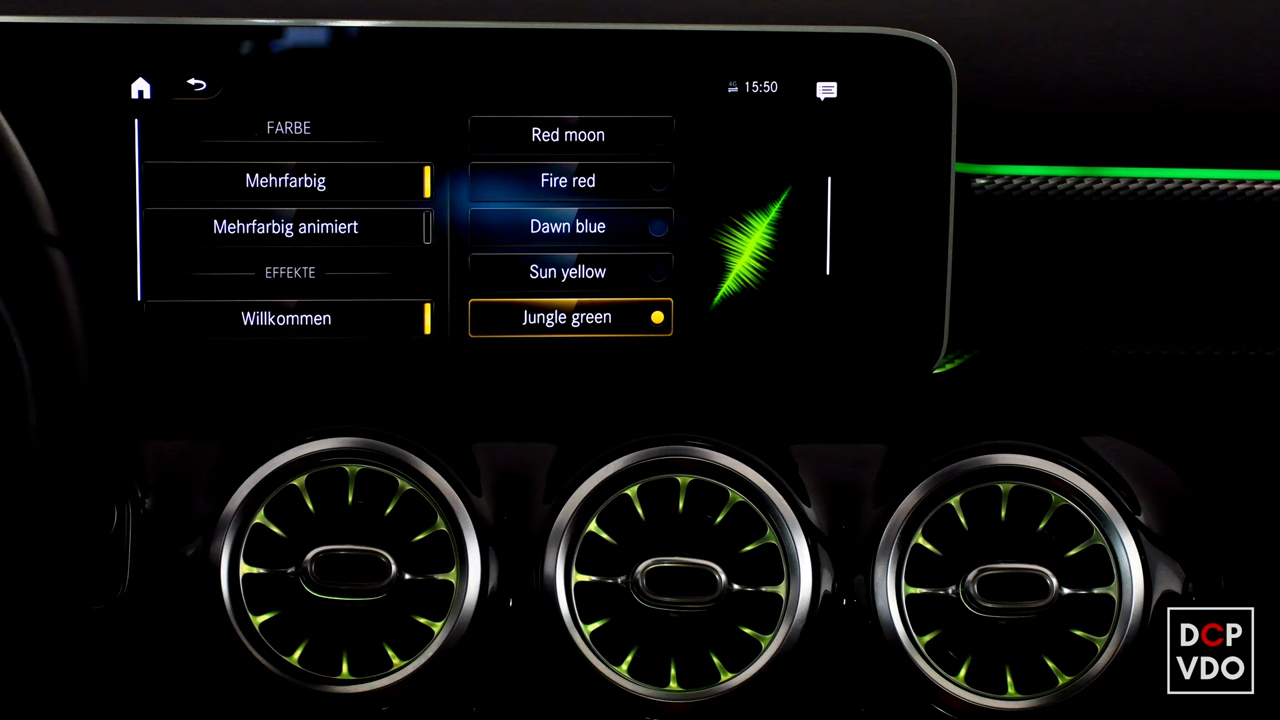 4G
15:50
FARBE
Mehrfarbig
Mehrfarbig animiert
EFFEKTE
Willkommen
Red moon
Fire red
Dawn blue
Sun yellow
Jungle green
DCP
VDO